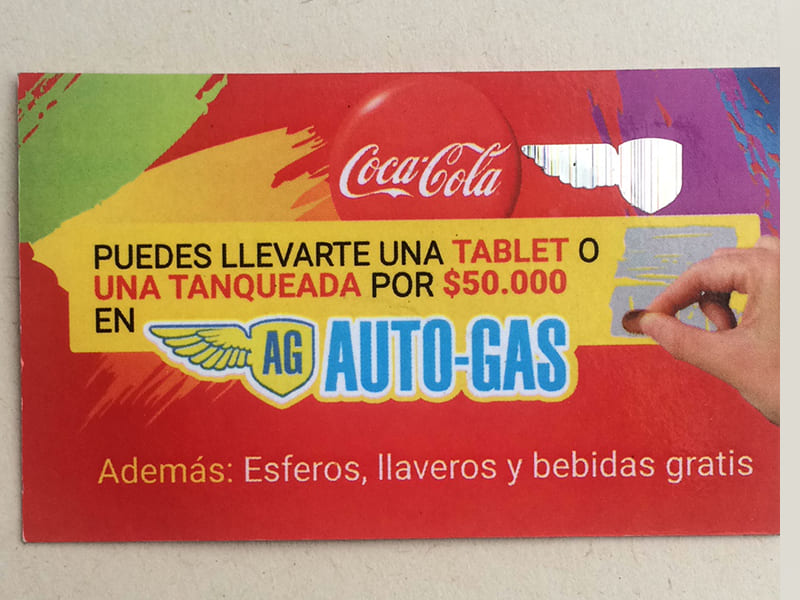 Coca-Cola
PUEDES LLEVARTE UNA TABLET O
UNA TANQUEADA POR $50.000
EN AG AUTO-GAS
Además: Esferos, llaveros y bebidas gratis